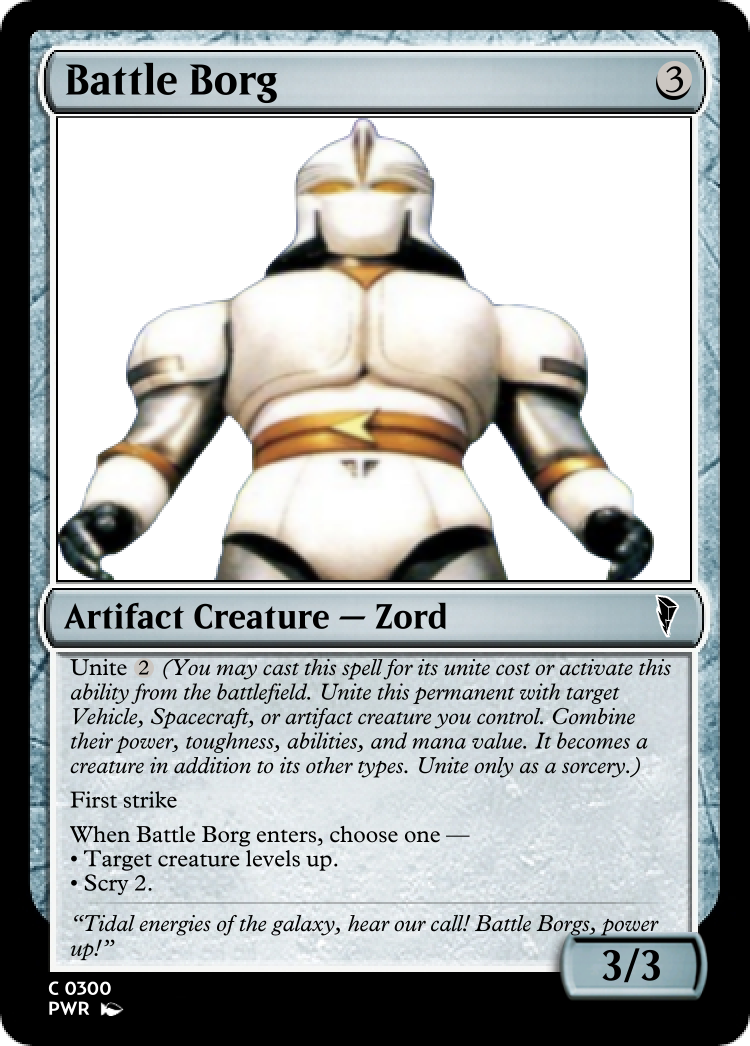 Battle Borg 3
Artifact Creature — Zord
Unite 2 (You may cast this spell for its unite cost or activate this
ability from the battlefield. Unite this permanent with target
Vehicle, Spacecraft, or artifact creature you control. Combine
their power, toughness, abilities, and mana value. It becomes a
creature in addition to its other types. Unite only as a sorcery.)
First strike
When Battle Borg enters, choose one —
• Target creature levels up.
• Scry 2.
“Tidal energies of the galaxy, hear our call! Battle Borgs, power
up!”
3/3
C 0300
PWR